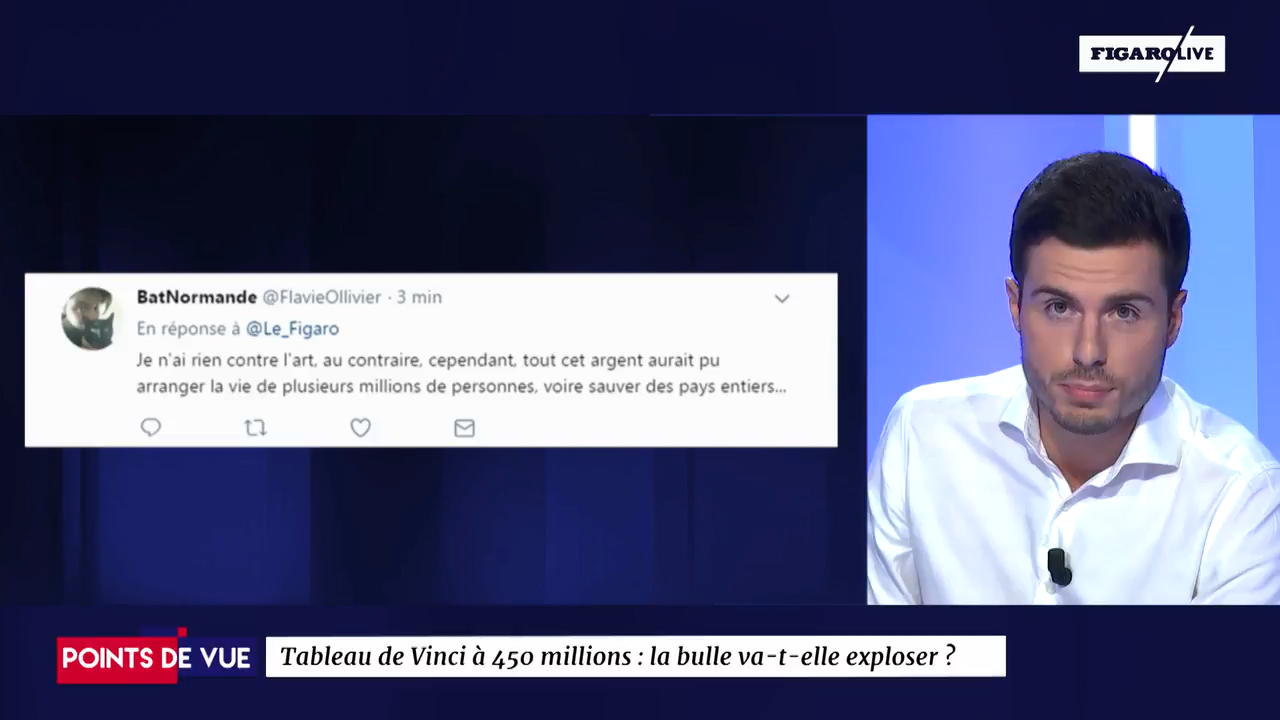 FIGARO LIVE
BatNormande @FlavieOllivier · 3 min
En réponse à @Le_Figaro
Je n'ai rien contre l'art, au contraire, cependant, tout cet argent aurait pu
arranger la vie de plusieurs millions de personnes, voire sauver des pays entiers...
POINTS DE VUE
Tableau de Vinci à 450 millions : la bulle va-t-elle exploser ?